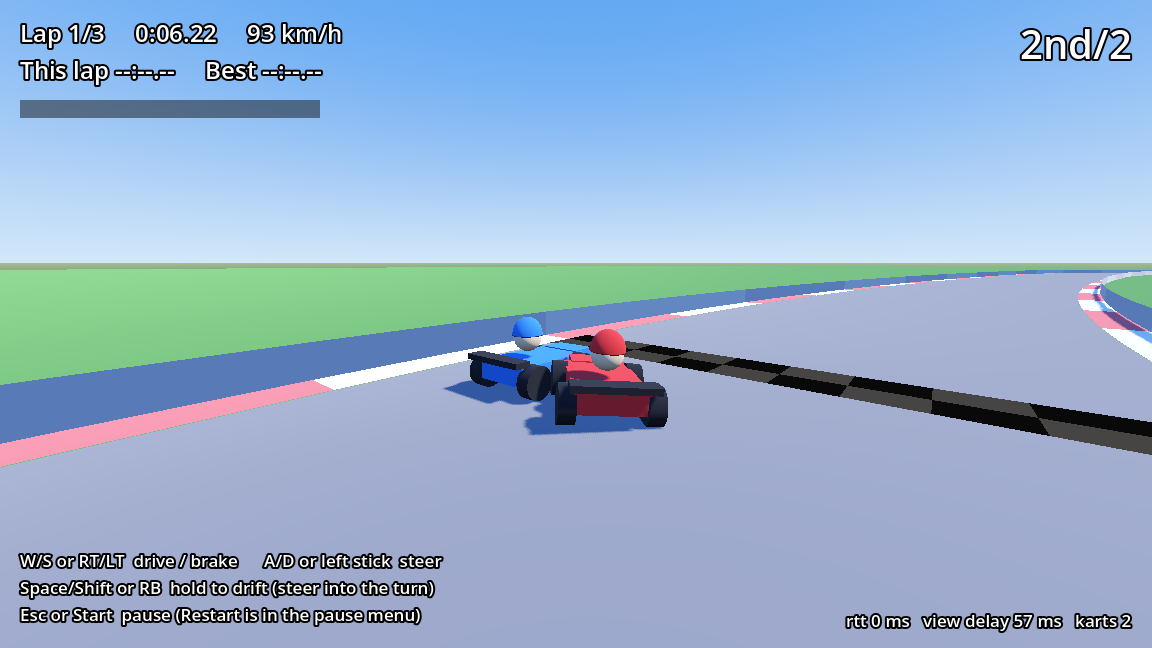 Lap 1/3 0:06.22 93 km/h
2nd/2
This lap --:--.-- Best --:--.--
W/S or RT/LT drive / brake A/D or left stick steer
Space/Shift or RB hold to drift (steer into the turn)
Esc or Start pause (Restart is in the pause menu)
rtt 0 ms view delay 57 ms karts 2